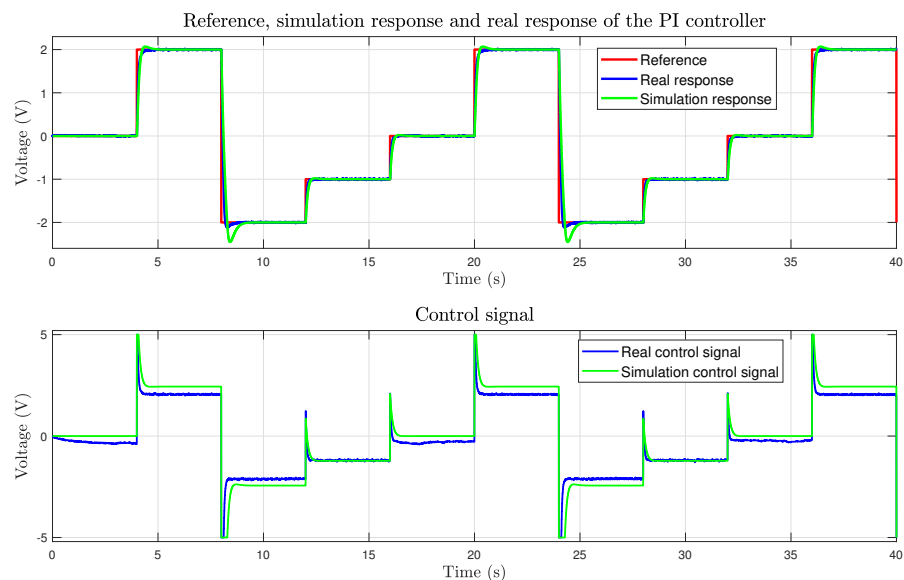 Reference, simulation response and real response of the PI controller
2
1
0
-1
-2
Voltage (V)
Reference
Real response
Simulation response
0
5
10
15
20
25
30
35
40
Time (s)
Control signal
5
0
-5
Voltage (V)
Real control signal
Simulation control signal
0
5
10
15
20
25
30
35
40
Time (s)